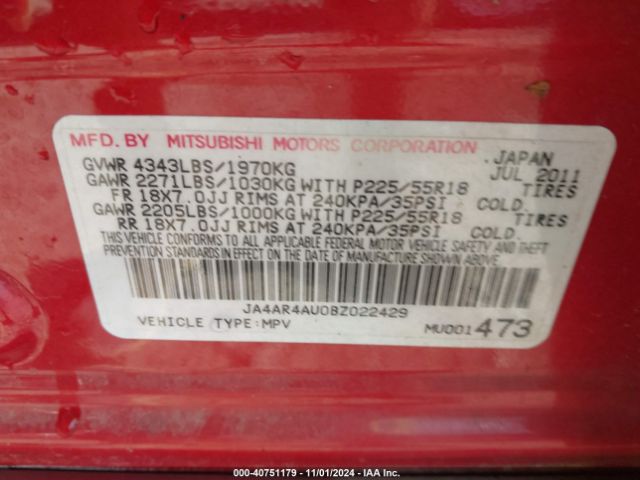 MFD. BY MITSUBISHI MOTORS CORPORATION
JAPAN
GVWR 4343LBS/1970KG JUL 2011
GAWR 2271LBS/1030KG WITH P225/55R18 TIRES
FR 18X7.0JJ RIMS AT 240KPA/35PSI COLD.
GAWR 2205LBS/1000KG WITH P225/55R18 TIRES
RR 18X7.0JJ RIMS AT 240KPA/35PSI COLD.
THIS VEHICLE CONFORMS TO ALL APPLICABLE FEDERAL MOTOR VEHICLE SAFETY AND THEFT
PREVENTION STANDARDS IN EFFECT ON THE DATE OF MANUFACTURE SHOWN ABOVE.
JA4AR4AU0BZ022429
VEHICLE TYPE:MPV MU001473
000-40751179 - 11/01/2024 - IAA Inc.